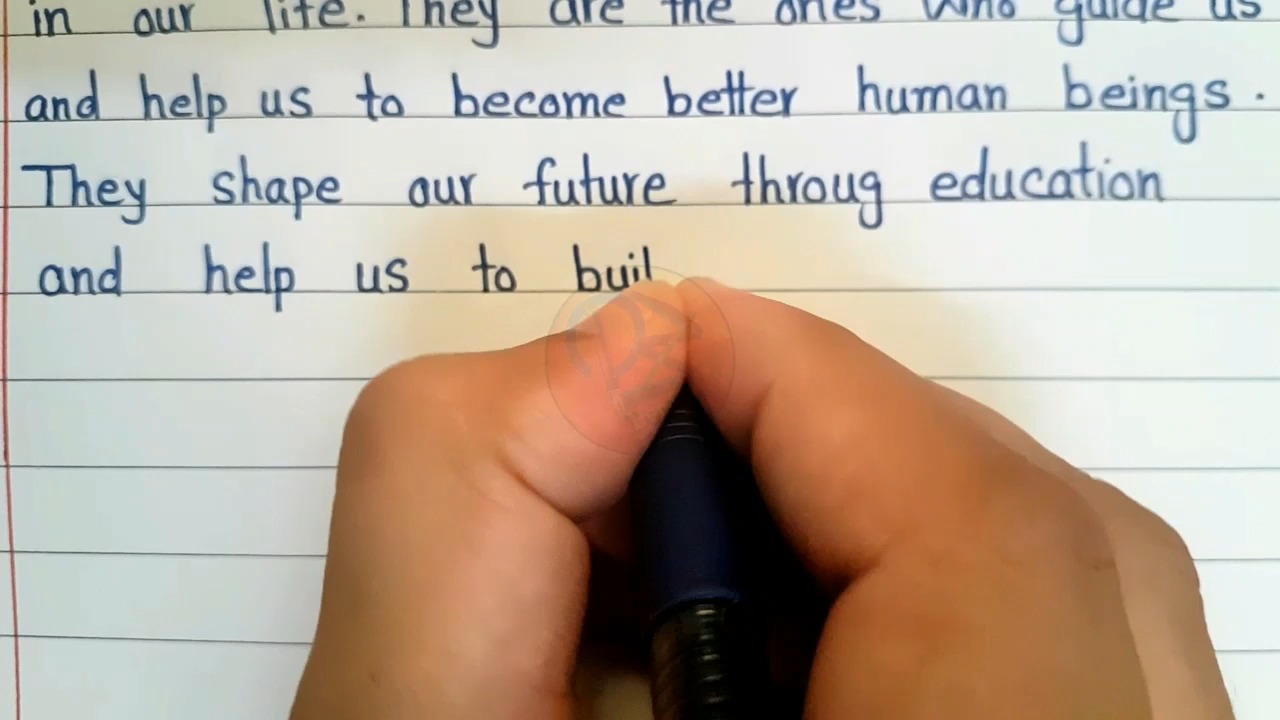 in our life. They are the ones who guide us
and help us to become better human beings.
They shape our future throug education
and help us to buil